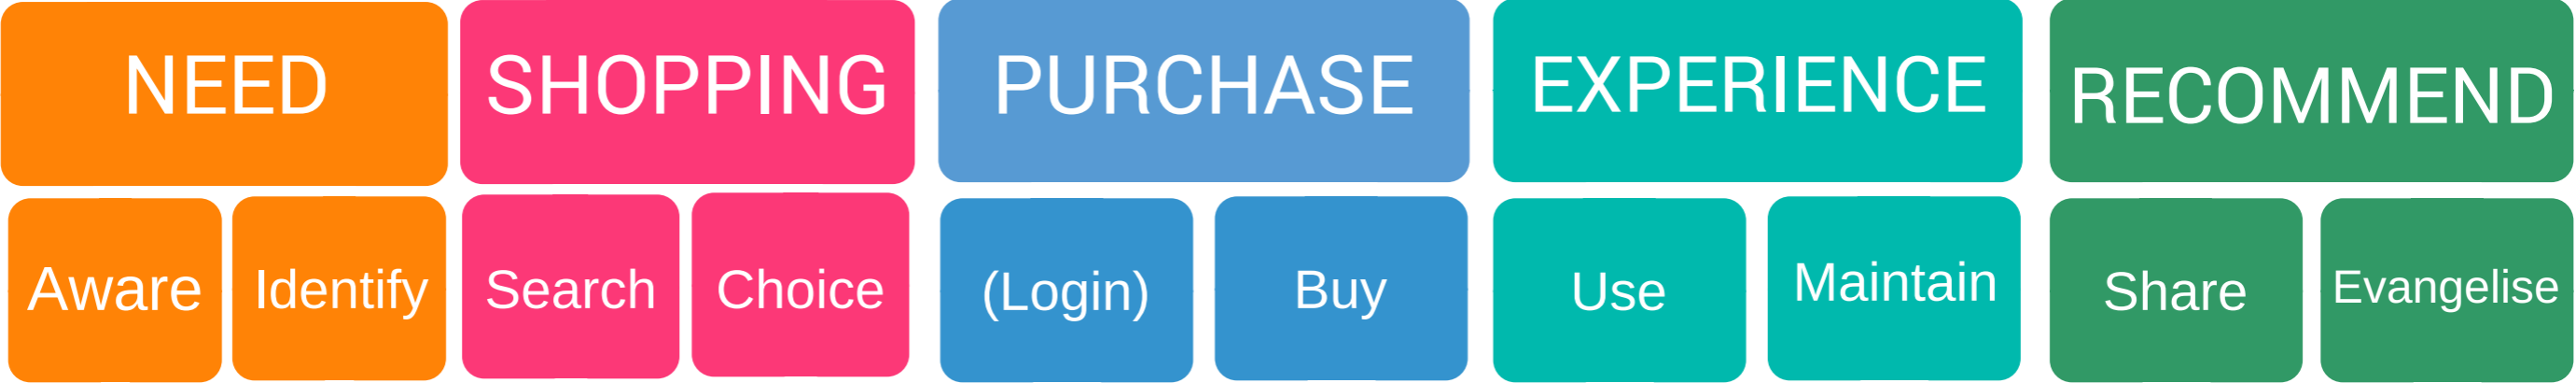 NEED
SHOPPING
PURCHASE
EXPERIENCE
RECOMMEND
Aware
Identify
Search
Choice
(Login)
Buy
Use
Maintain
Share
Evangelise